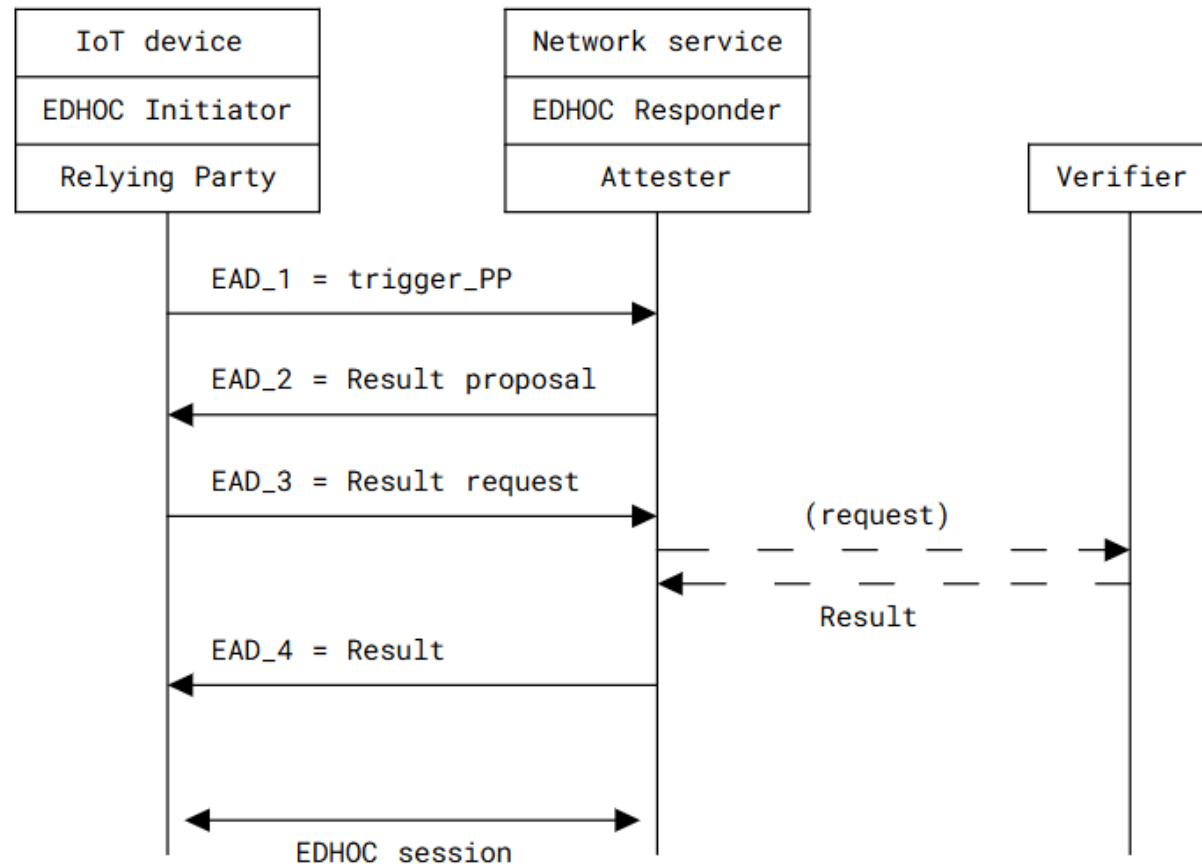 IoT device
EDHOC Initiator
Relying Party
Network service
EDHOC Responder
Attester
Verifier
EAD_1 = trigger_PP
EAD_2 = Result proposal
EAD_3 = Result request
(request)
Result
EAD_4 = Result
EDHOC session